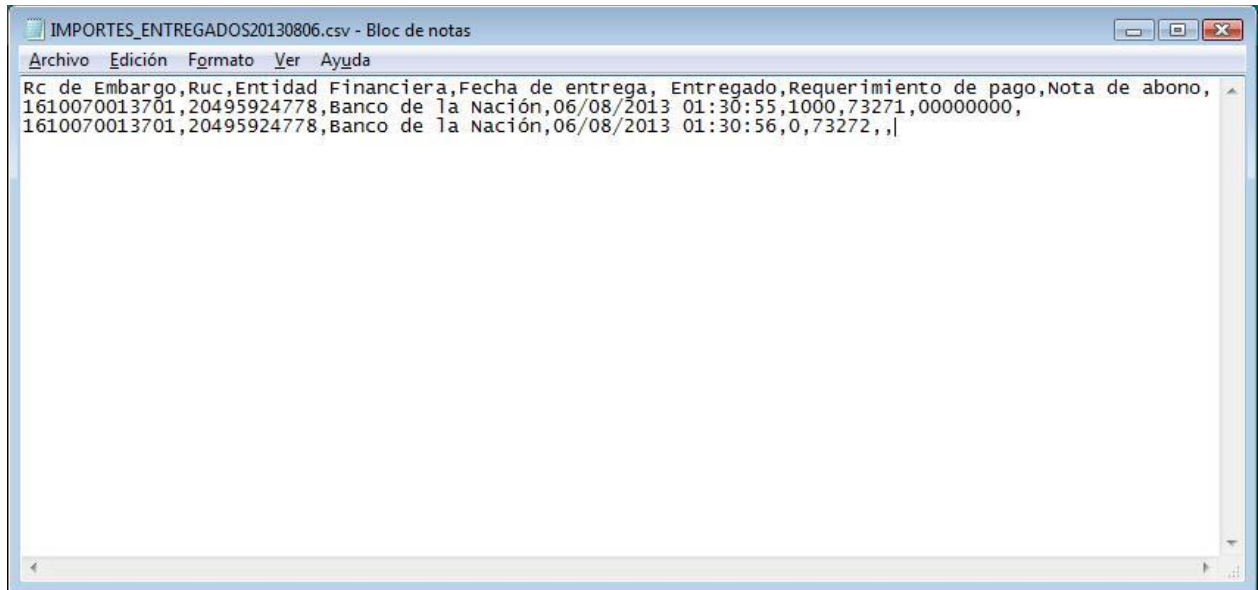 IMPORTES_ENTREGADOS20130806.csv - Bloc de notas
Archivo Edición Formato Ver Ayuda
Rc de Embargo,Ruc,Entidad Financiera,Fecha de entrega, Entregado,Requerimiento de pago,Nota de abono,
1610070013701,20495924778,Banco de la Nación,06/08/2013 01:30:55,1000,73271,00000000,
1610070013701,20495924778,Banco de la Nación,06/08/2013 01:30:56,0,73272,,